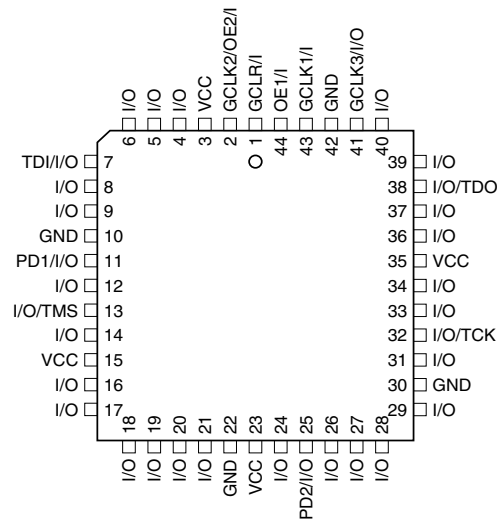 I/O
I/O
I/O
VCC
GCLK2/OE2/I
GCLR/I
OE1/I
GCLK1/I
GND
GCLK3/I/O
I/O
6
5
4
3
2
1
44
43
42
41
40
TDI/I/O 7
I/O 8
I/O 9
GND 10
PD1/I/O 11
I/O 12
I/O/TMS 13
I/O 14
VCC 15
I/O 16
I/O 17
39 I/O
38 I/O/TDO
37 I/O
36 I/O
35 VCC
34 I/O
33 I/O
32 I/O/TCK
31 I/O
30 GND
29 I/O
18
19
20
21
22
23
24
25
26
27
28
I/O
I/O
I/O
I/O
GND
VCC
I/O
PD2/I/O
I/O
I/O
I/O